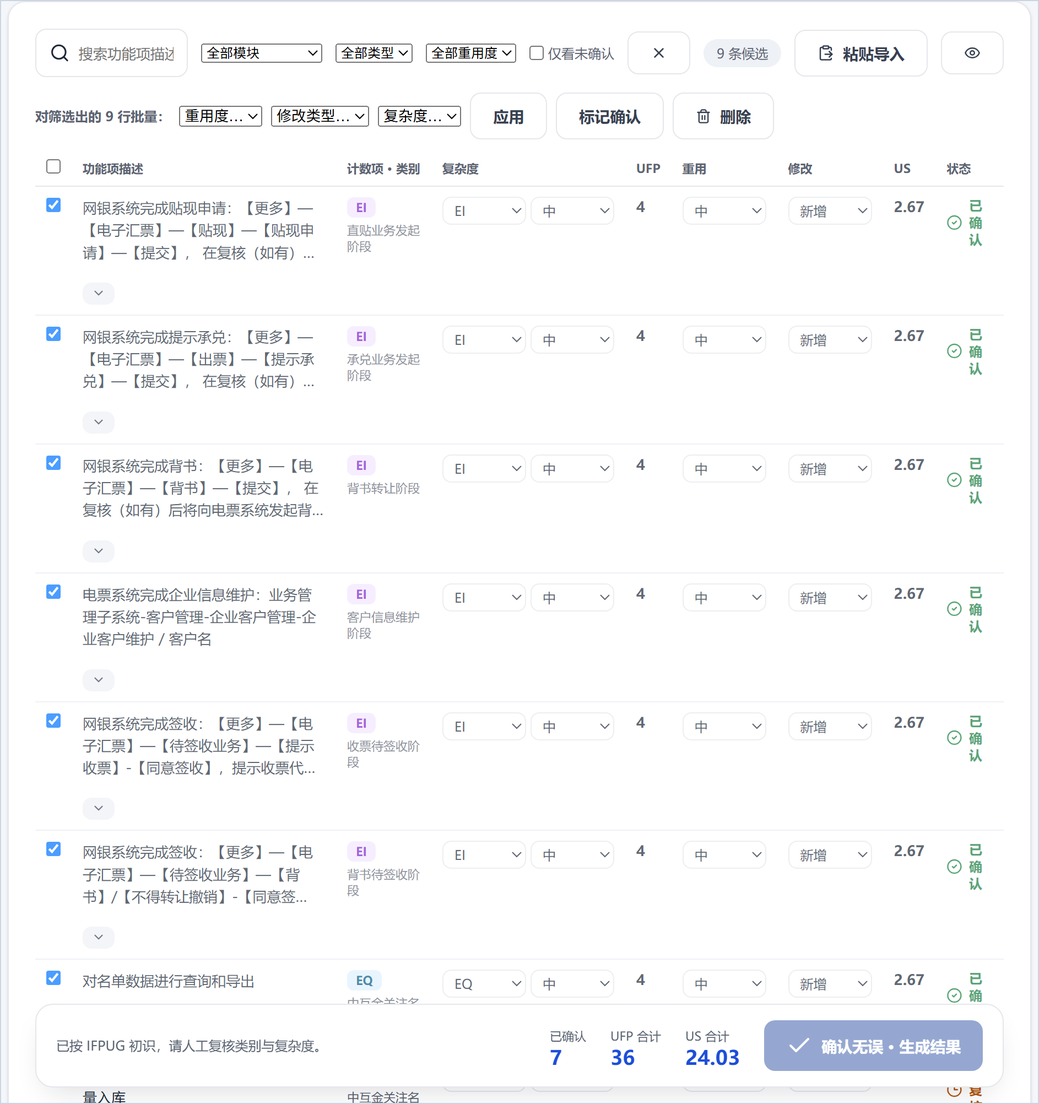 搜索功能项描述 全部模块 全部类型 全部重用度 仅看未确认 9 条候选 粘贴导入
对筛选出的 9 行批量： 重用度... 修改类型... 复杂度... 应用 标记确认 删除
功能项描述 计数项・类别 复杂度 UFP 重用 修改 US 状态
网银系统完成贴现申请：【更多】—
【电子汇票】—【贴现】—【贴现申
请】—【提交】， 在复核（如有）…
EI
直贴业务发起
阶段
EI 中 4 中 新增 2.67
已
确
认
网银系统完成提示承兑：【更多】—
【电子汇票】—【出票】—【提示承
兑】—【提交】， 在复核（如有）…
EI
承兑业务发起
阶段
EI 中 4 中 新增 2.67
已
确
认
网银系统完成背书：【更多】—【电
子汇票】—【背书】—【提交】， 在
复核（如有）后将向电票系统发起背…
EI
背书转让阶段
EI 中 4 中 新增 2.67
已
确
认
电票系统完成企业信息维护：业务管
理子系统-客户管理-企业客户管理-企
业客户维护 / 客户名
EI
客户信息维护
阶段
EI 中 4 中 新增 2.67
已
确
认
网银系统完成签收：【更多】—【电
子汇票】—【待签收业务】—【提示
收票】-【同意签收】，提示收票代…
EI
收票待签收阶
段
EI 中 4 中 新增 2.67
已
确
认
网银系统完成签收：【更多】—【电
子汇票】—【待签收业务】—【背
书】/【不得转让撤销】-【同意签…
EI
背书待签收阶
段
EI 中 4 中 新增 2.67
已
确
认
对名单数据进行查询和导出
EQ
中互金关注名
EQ 中 4 中 新增 2.67
已
确
已按 IFPUG 初识，请人工复核类别与复杂度。
已确认 UFP 合计 US 合计
7 36 24.03
确认无误・生成结果
量入库 中互金关注名
复